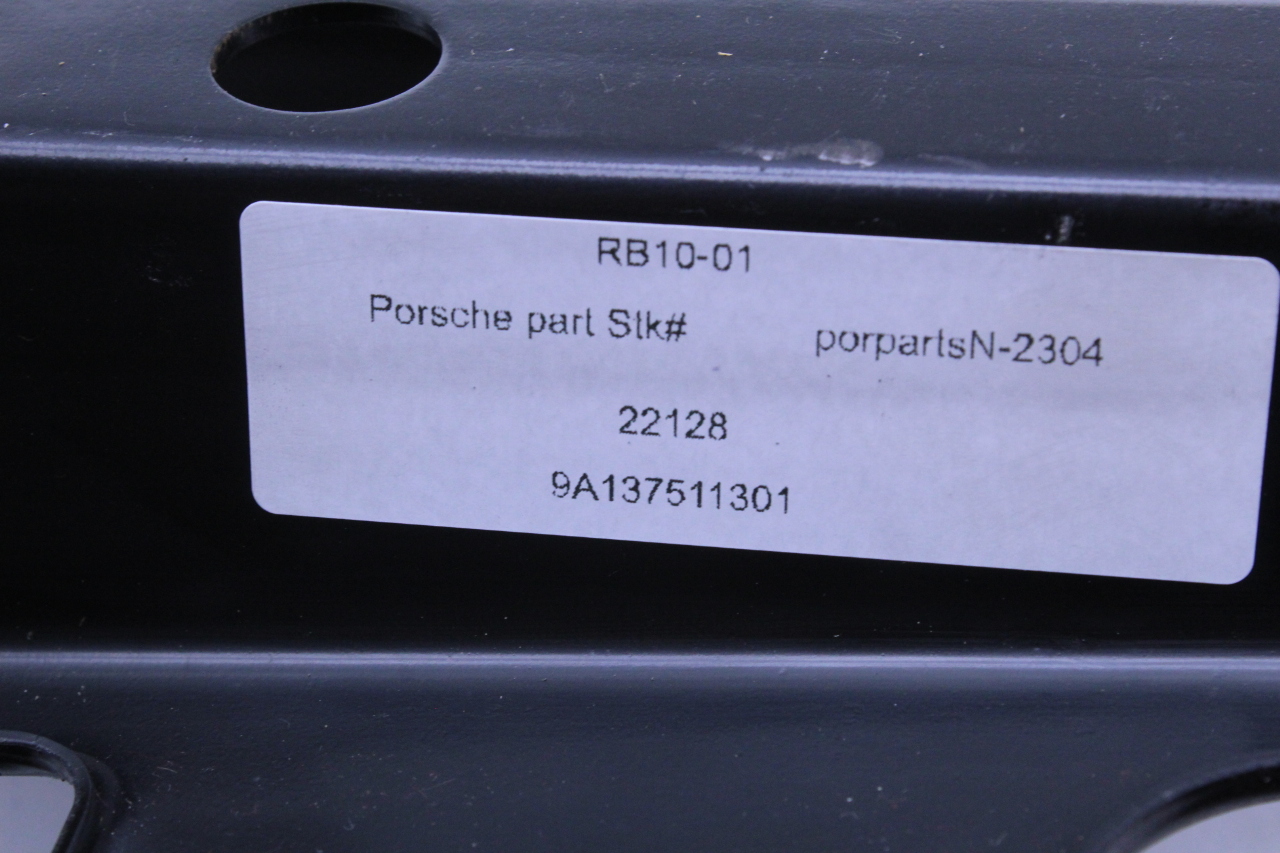 RB10-01
Porsche part Stk# porpartsN-2304
22128
9A137511301